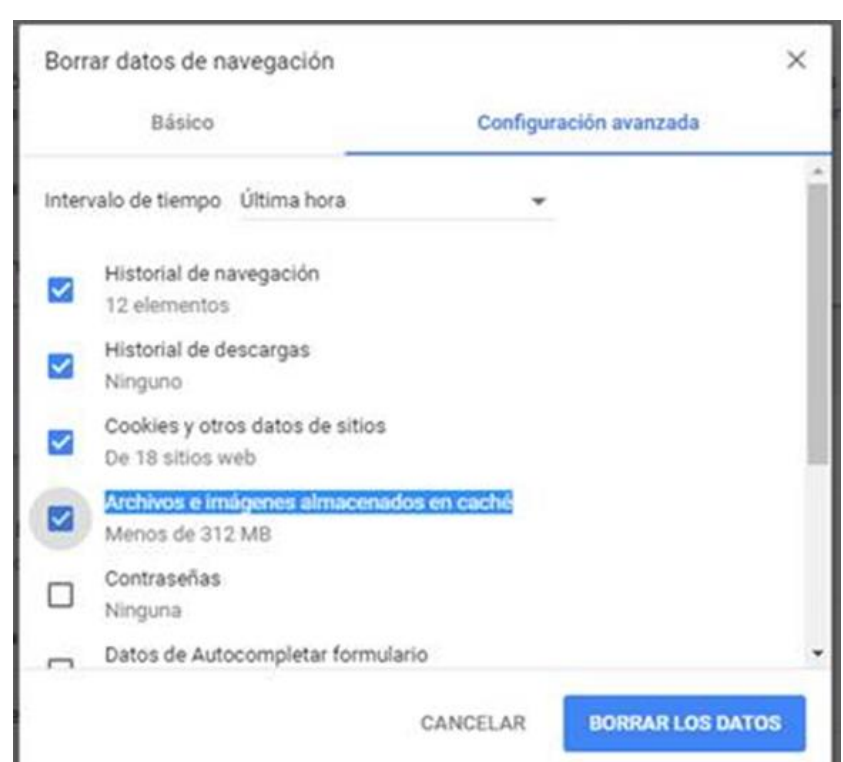 Borrar datos de navegación
Básico
Configuración avanzada
Intervalo de tiempo Última hora
Historial de navegación
12 elementos
Historial de descargas
Ninguno
Cookies y otros datos de sitios
De 18 sitios web
Archivos e imágenes almacenados en caché
Menos de 312 MB
Contraseñas
Ninguna
Datos de Autocompletar formulario
CANCELAR
BORRAR LOS DATOS